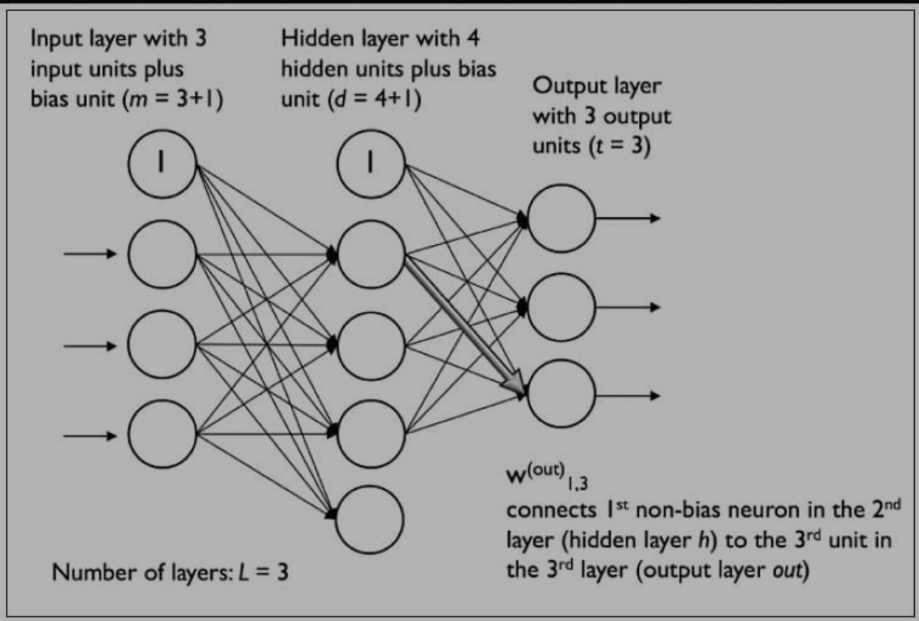 Input layer with 3
input units plus
bias unit (m = 3+1)
Hidden layer with 4
hidden units plus bias
unit (d = 4+1)
Output layer
with 3 output
units (t = 3)
1
1
w(out)1,3
connects 1st non-bias neuron in the 2nd
layer (hidden layer h) to the 3rd unit in
the 3rd layer (output layer out)
Number of layers: L = 3